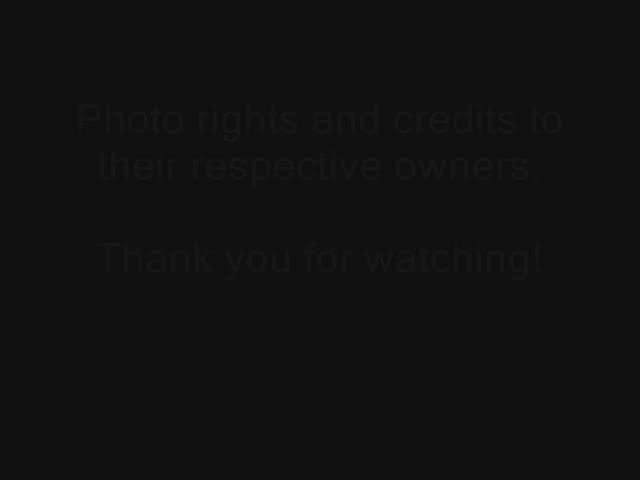 Photo rights and credits to
their respective owners.
Thank you for watching!